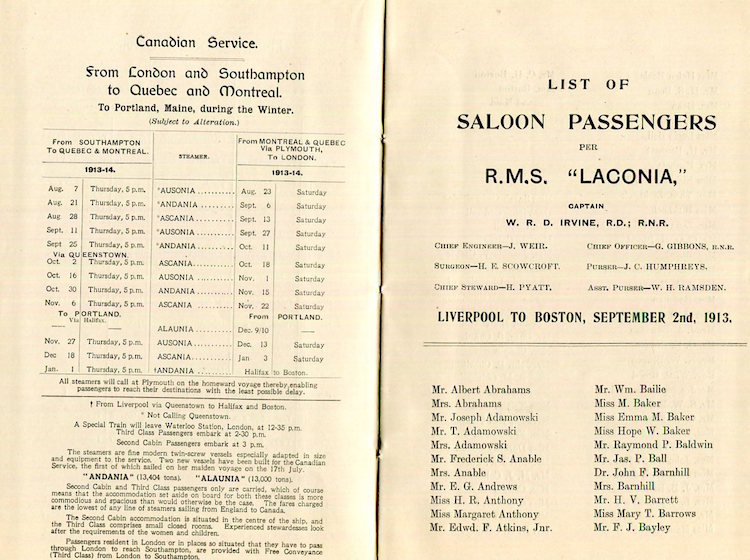 Canadian Service.
From London and Southampton
to Quebec and Montreal.
To Portland, Maine, during the Winter.
(Subject to Alteration.)
From SOUTHAMPTON
To QUEBEC & MONTREAL.
STEAMER.
From MONTREAL & QUEBEC
Via PLYMOUTH,
To LONDON.
1913-14. 1913-14.
Aug. 7 Thursday, 5 p.m. *AUSONIA .......... Aug. 23 Saturday
Aug. 21 Thursday, 5 p.m. *ANDANIA .......... Sept. 6 Saturday
Aug. 28 Thursday, 5 p.m. *ASCANIA .......... Sept. 13 Saturday
Sept. 11 Thursday, 5 p.m. *AUSONIA .......... Sept. 27 Saturday
Sept 25 Thursday, 5 p.m. *ANDANIA .......... Oct. 11 Saturday
Via QUEENSTOWN.
Oct. 2 Thursday, 5 p.m. ASCANIA .......... Oct. 18 Saturday
Oct. 16 Thursday, 5 p.m. AUSONIA .......... Nov. 1 Saturday
Oct. 30 Thursday, 5 p.m. ANDANIA .......... Nov. 15 Saturday
Nov. 6 Thursday, 5 p.m. ASCANIA .......... Nov. 22 Saturday
To PORTLAND. From PORTLAND.
Via Halifax.
—— ALAUNIA .......... Dec. 9/10 ——
Nov. 27 Thursday, 5 p.m. AUSONIA .......... Dec. 13 Saturday
Dec 18 Thursday, 5 p.m. ASCANIA .......... Jan. 3 Saturday
Jan. 1 Thursday, 5 p.m. †ANDANIA .......... Halifax to Boston.
All steamers will call at Plymouth on the homeward voyage thereby enabling
passengers to reach their destinations with the least possible delay.
† From Liverpool via Queenstown to Halifax and Boston.
* Not Calling Queenstown.
A Special Train will leave Waterloo Station, London, at 12-35 p.m.
Third Class Passengers embark at 2-30 p.m.
Second Cabin Passengers embark at 3 p.m.
The steamers are fine modern twin-screw vessels especially adapted in size
and equipment to the service. Two new vessels have been built for the Canadian
Service, the first of which sailed on her maiden voyage on the 17th July.
"ANDANIA" (13,404 tons). "ALAUNIA" (13,000 tons).
Second Cabin and Third Class passengers only are carried, which of course
means that the accommodation set aside on board for both these classes is more
commodious and spacious than would otherwise be the case. The fares charged
are the lowest of any line of steamers sailing from England to Canada.
The Second Cabin accommodation is situated in the centre of the ship, and
the Third Class comprises small closed rooms. Experienced stewardesses look
after the requirements of the women and children.
Passengers resident in London or in places so situated that they have to pass
through London to reach Southampton, are provided with Free Conveyance
(Third Class) from London to Southampton.
LIST OF
SALOON PASSENGERS
PER
R.M.S. "LACONIA,"
CAPTAIN
W. R. D. IRVINE, R.D.; R.N.R.
CHIEF ENGINEER—J. WEIR. CHIEF OFFICER—G. GIBBONS, R.N.R.
SURGEON—H. E. SCOWCROFT. PURSER—J. C. HUMPHREYS.
CHIEF STEWARD—H. PYATT. ASST. PURSER—W. H. RAMSDEN.
LIVERPOOL TO BOSTON, SEPTEMBER 2nd, 1913.
Mr. Albert Abrahams
Mrs. Abrahams
Mr. Joseph Adamowski
Mr. T. Adamowski
Mrs. Adamowski
Mr. Frederick S. Anable
Mrs. Anable
Mr. E. G. Andrews
Miss H. R. Anthony
Miss Margaret Anthony
Mr. Edwd. F. Atkins, Jnr.
Mr. Wm. Bailie
Miss M. Baker
Miss Emma M. Baker
Miss Hope W. Baker
Mr. Raymond P. Baldwin
Mr. Jas. P. Ball
Dr. John F. Barnhill
Mrs. Barnhill
Mr. H. V. Barrett
Miss Mary T. Barrows
Mr. F. J. Bayley